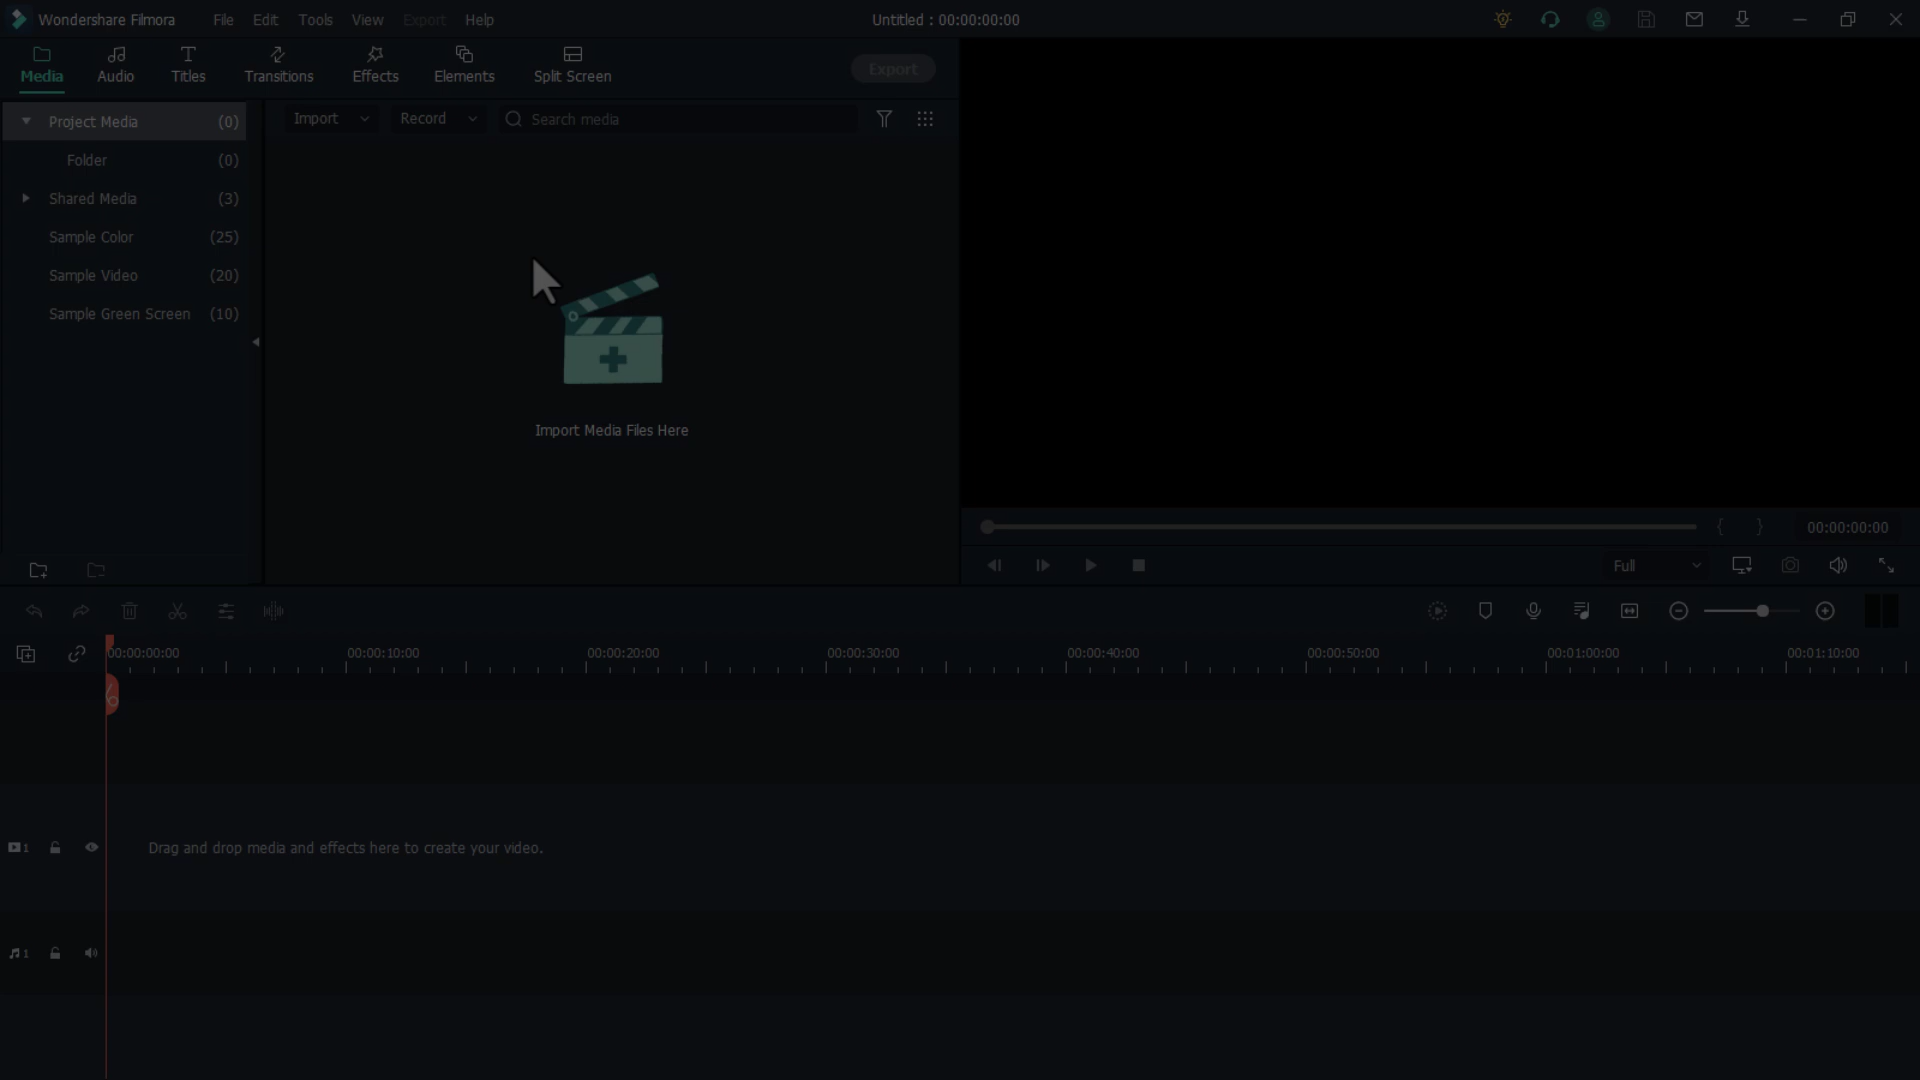 Wondershare Filmora File Edit Tools View Export Help Untitled : 00:00:00:00
Media Audio Titles Transitions Effects Elements Split Screen Export
Project Media (0)
Folder (0)
Shared Media (3)
Sample Color (25)
Sample Video (20)
Sample Green Screen (10)
Import Record Search media
Import Media Files Here
{ } 00:00:00:00
Full
00:00:00:00 00:00:10:00 00:00:20:00 00:00:30:00 00:00:40:00 00:00:50:00 00:01:00:00 00:01:10:00
1 Drag and drop media and effects here to create your video.
1